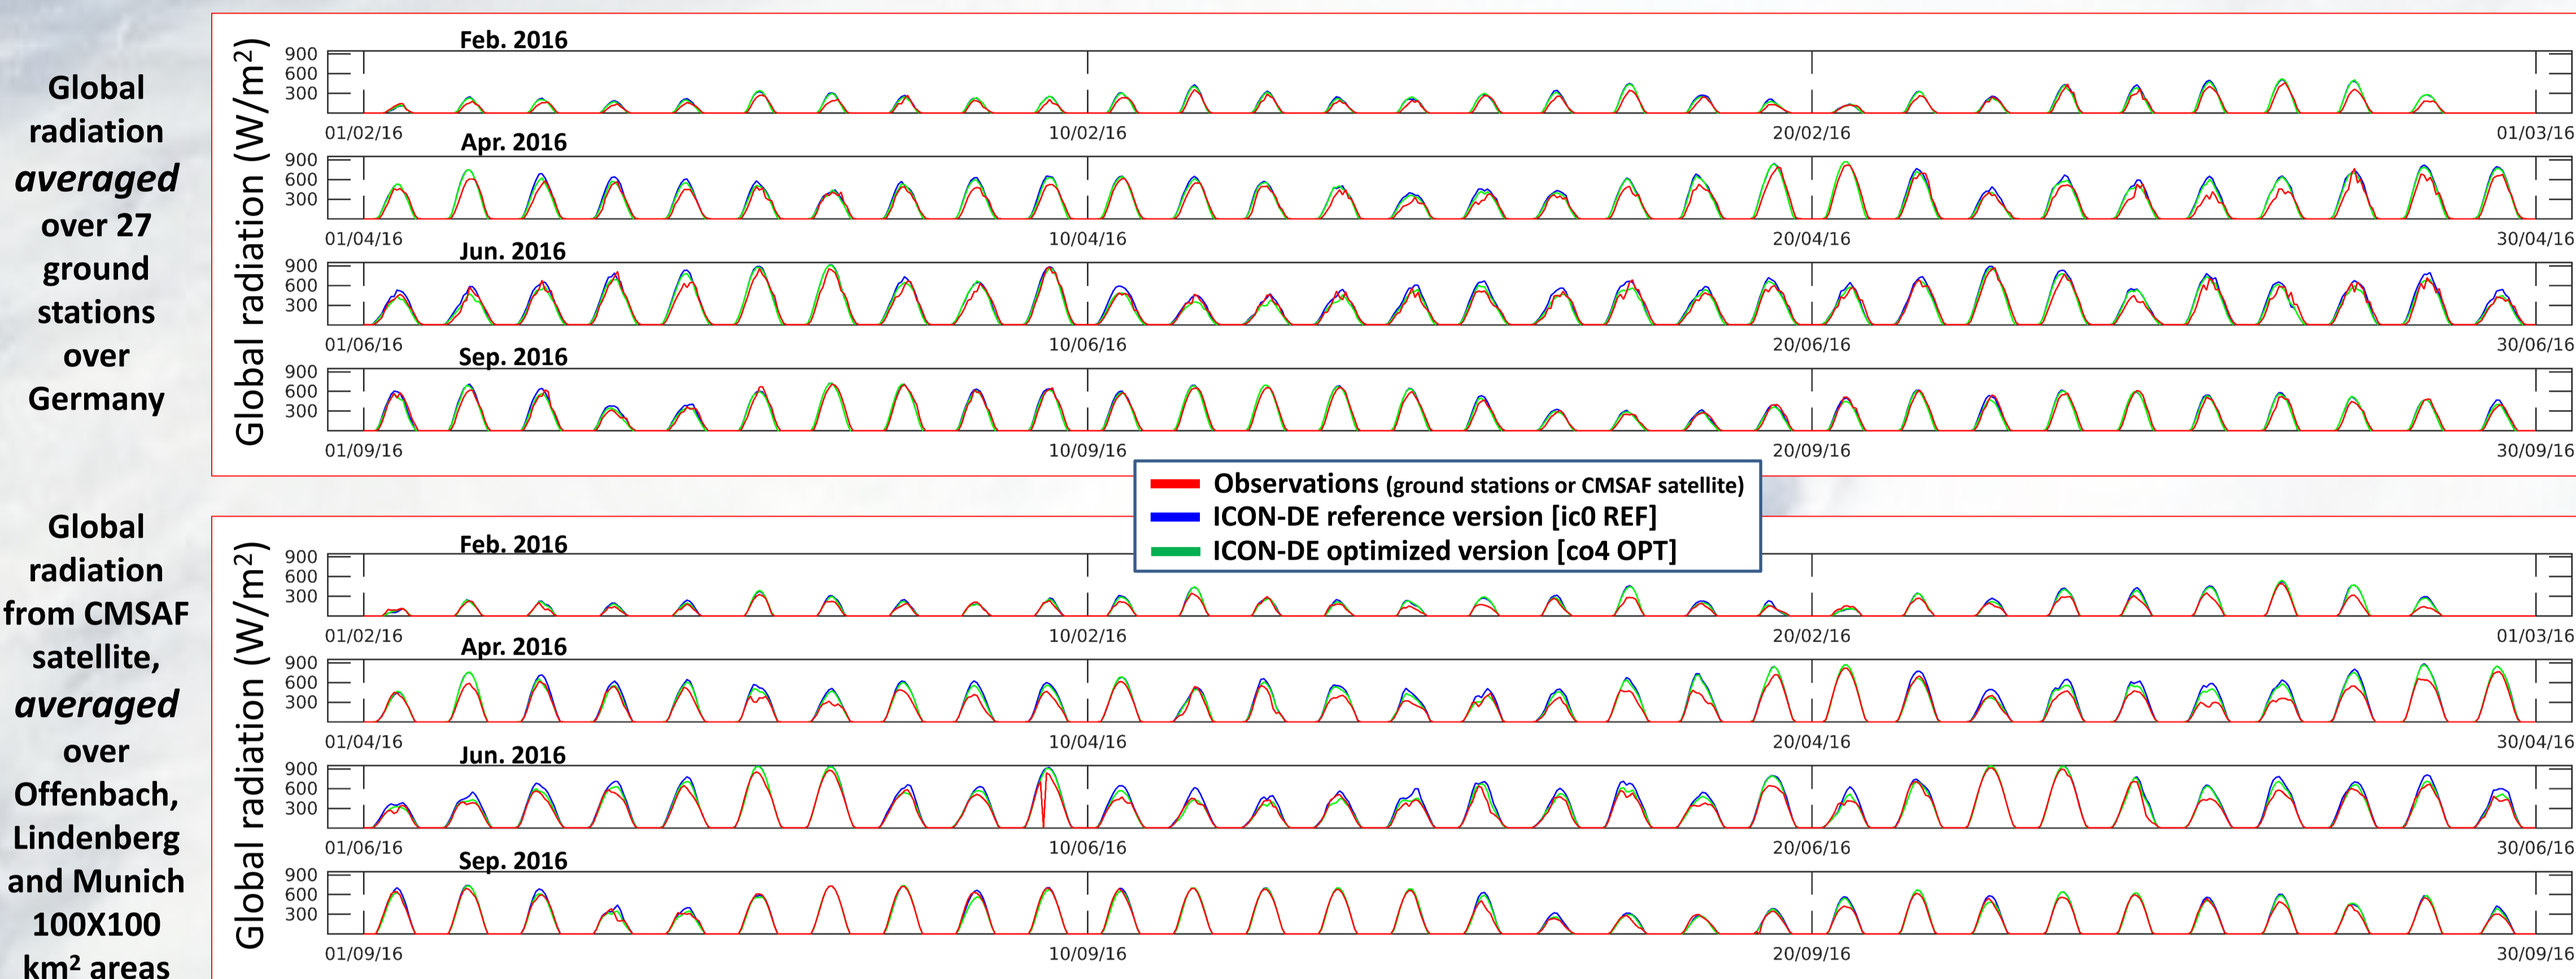 Global
radiation
averaged
over 27
ground
stations
over
Germany
Global radiation (W/m²)
Feb. 2016
900
600
300
01/02/16 10/02/16 20/02/16 01/03/16
Apr. 2016
900
600
300
01/04/16 10/04/16 20/04/16 30/04/16
Jun. 2016
900
600
300
01/06/16 10/06/16 20/06/16 30/06/16
Sep. 2016
900
600
300
01/09/16 10/09/16 20/09/16 30/09/16
Observations (ground stations or CMSAF satellite)
ICON-DE reference version [ic0 REF]
ICON-DE optimized version [co4 OPT]
Global
radiation
from CMSAF
satellite,
averaged
over
Offenbach,
Lindenberg
and Munich
100X100
km² areas
Global radiation (W/m²)
Feb. 2016
900
600
300
01/02/16 10/02/16 20/02/16 01/03/16
Apr. 2016
900
600
300
01/04/16 10/04/16 20/04/16 30/04/16
Jun. 2016
900
600
300
01/06/16 10/06/16 20/06/16 30/06/16
Sep. 2016
900
600
300
01/09/16 10/09/16 20/09/16 30/09/16